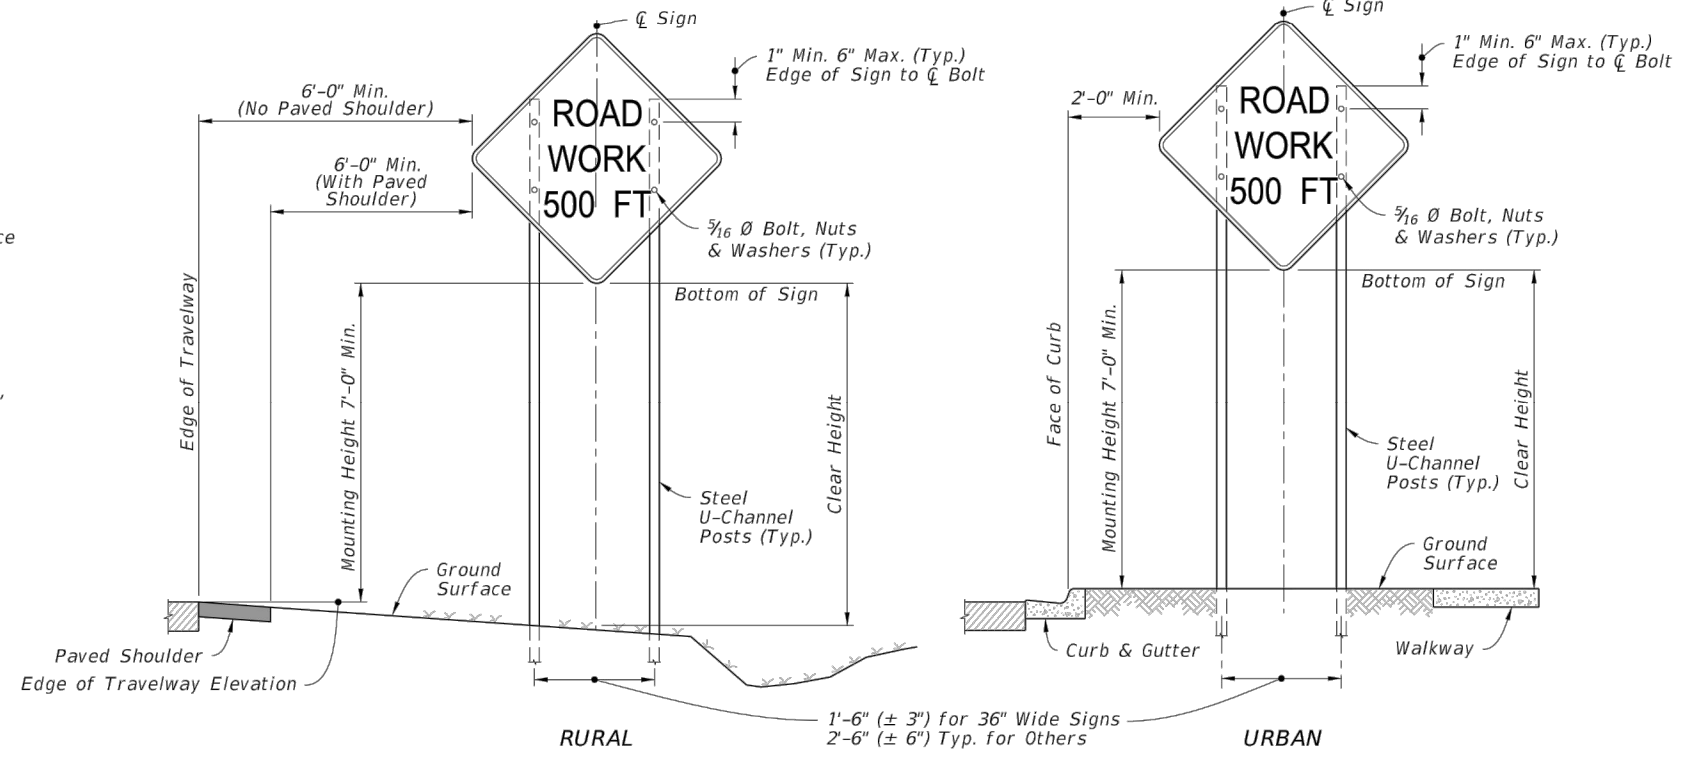 ℄ Sign
1" Min. 6" Max. (Typ.)
Edge of Sign to ℄ Bolt
6'-0" Min.
(No Paved Shoulder)
6'-0" Min.
(With Paved
Shoulder)
ROAD
WORK
500 FT
5/16 Ø Bolt, Nuts
& Washers (Typ.)
Bottom of Sign
Edge of Travelway
Mounting Height 7'-0" Min.
Clear Height
Steel
U-Channel
Posts (Typ.)
Ground
Surface
Paved Shoulder
Edge of Travelway Elevation
RURAL
℄ Sign
1" Min. 6" Max. (Typ.)
Edge of Sign to ℄ Bolt
2'-0" Min.
ROAD
WORK
500 FT
5/16 Ø Bolt, Nuts
& Washers (Typ.)
Bottom of Sign
Face of Curb
Mounting Height 7'-0" Min.
Clear Height
Steel
U-Channel
Posts (Typ.)
Ground
Surface
Curb & Gutter
Walkway
1'-6" (± 3") for 36" Wide Signs
2'-6" (± 6") Typ. for Others
URBAN